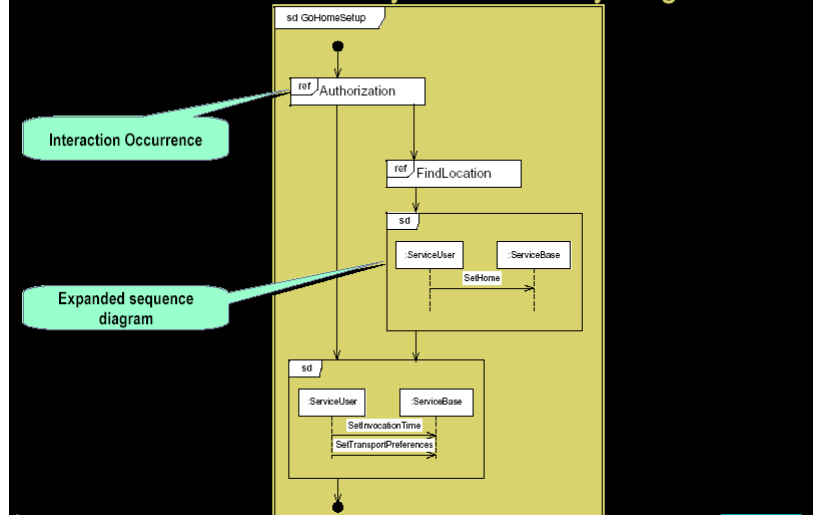 sd GoHomeSetup
ref Authorization
Interaction Occurrence
ref FindLocation
sd
:ServiceUser :ServiceBase
SetHome
Expanded sequence
diagram
sd
:ServiceUser :ServiceBase
SetInvocationTime
SetTransportPreferences